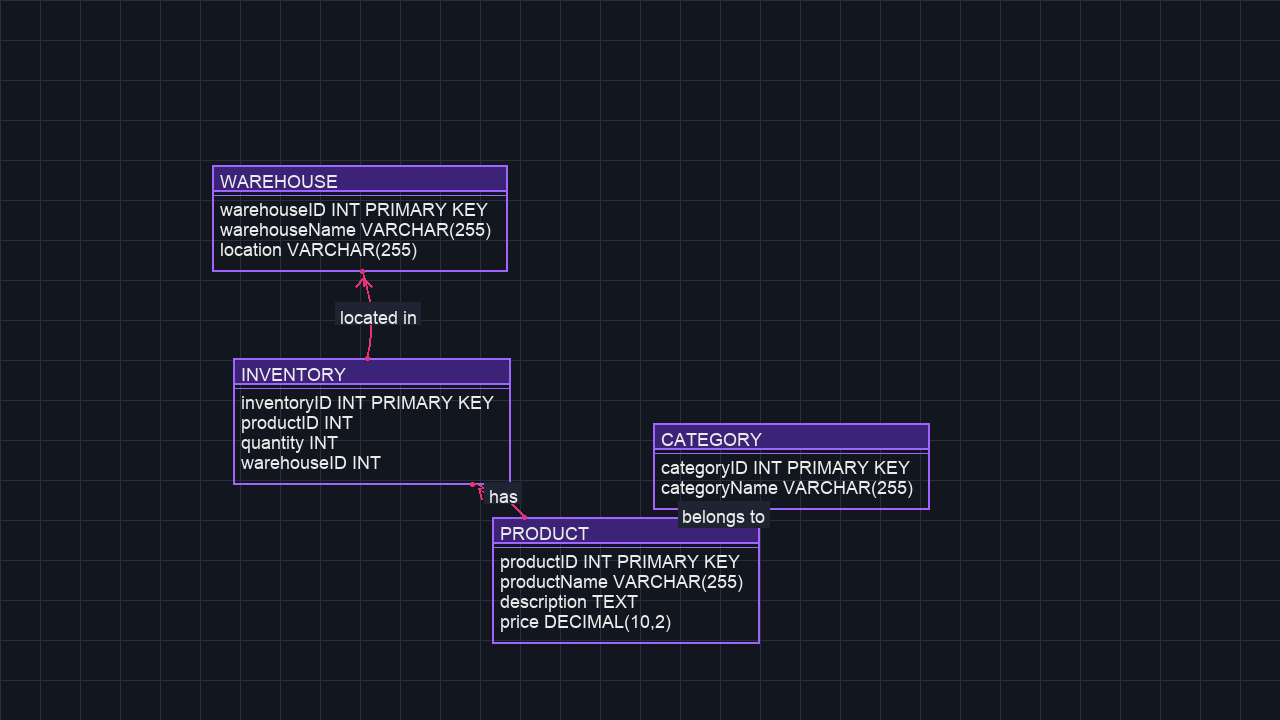 WAREHOUSE
warehouseID INT PRIMARY KEY
warehouseName VARCHAR(255)
location VARCHAR(255)
located in
INVENTORY
inventoryID INT PRIMARY KEY
productID INT
quantity INT
warehouseID INT
CATEGORY
categoryID INT PRIMARY KEY
categoryName VARCHAR(255)
has
belongs to
PRODUCT
productID INT PRIMARY KEY
productName VARCHAR(255)
description TEXT
price DECIMAL(10,2)